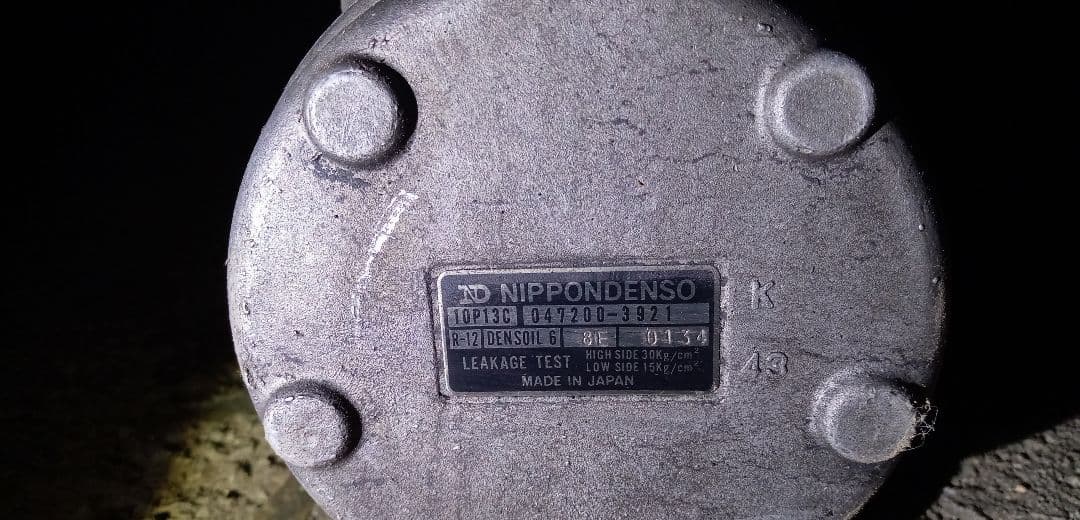 ND NIPPONDENSO
10P13C 047200-3921
R-12 DENSOIL 6 8E 0134
LEAKAGE TEST HIGH SIDE 30Kg/cm²
LOW SIDE 15Kg/cm²
MADE IN JAPAN
K
43